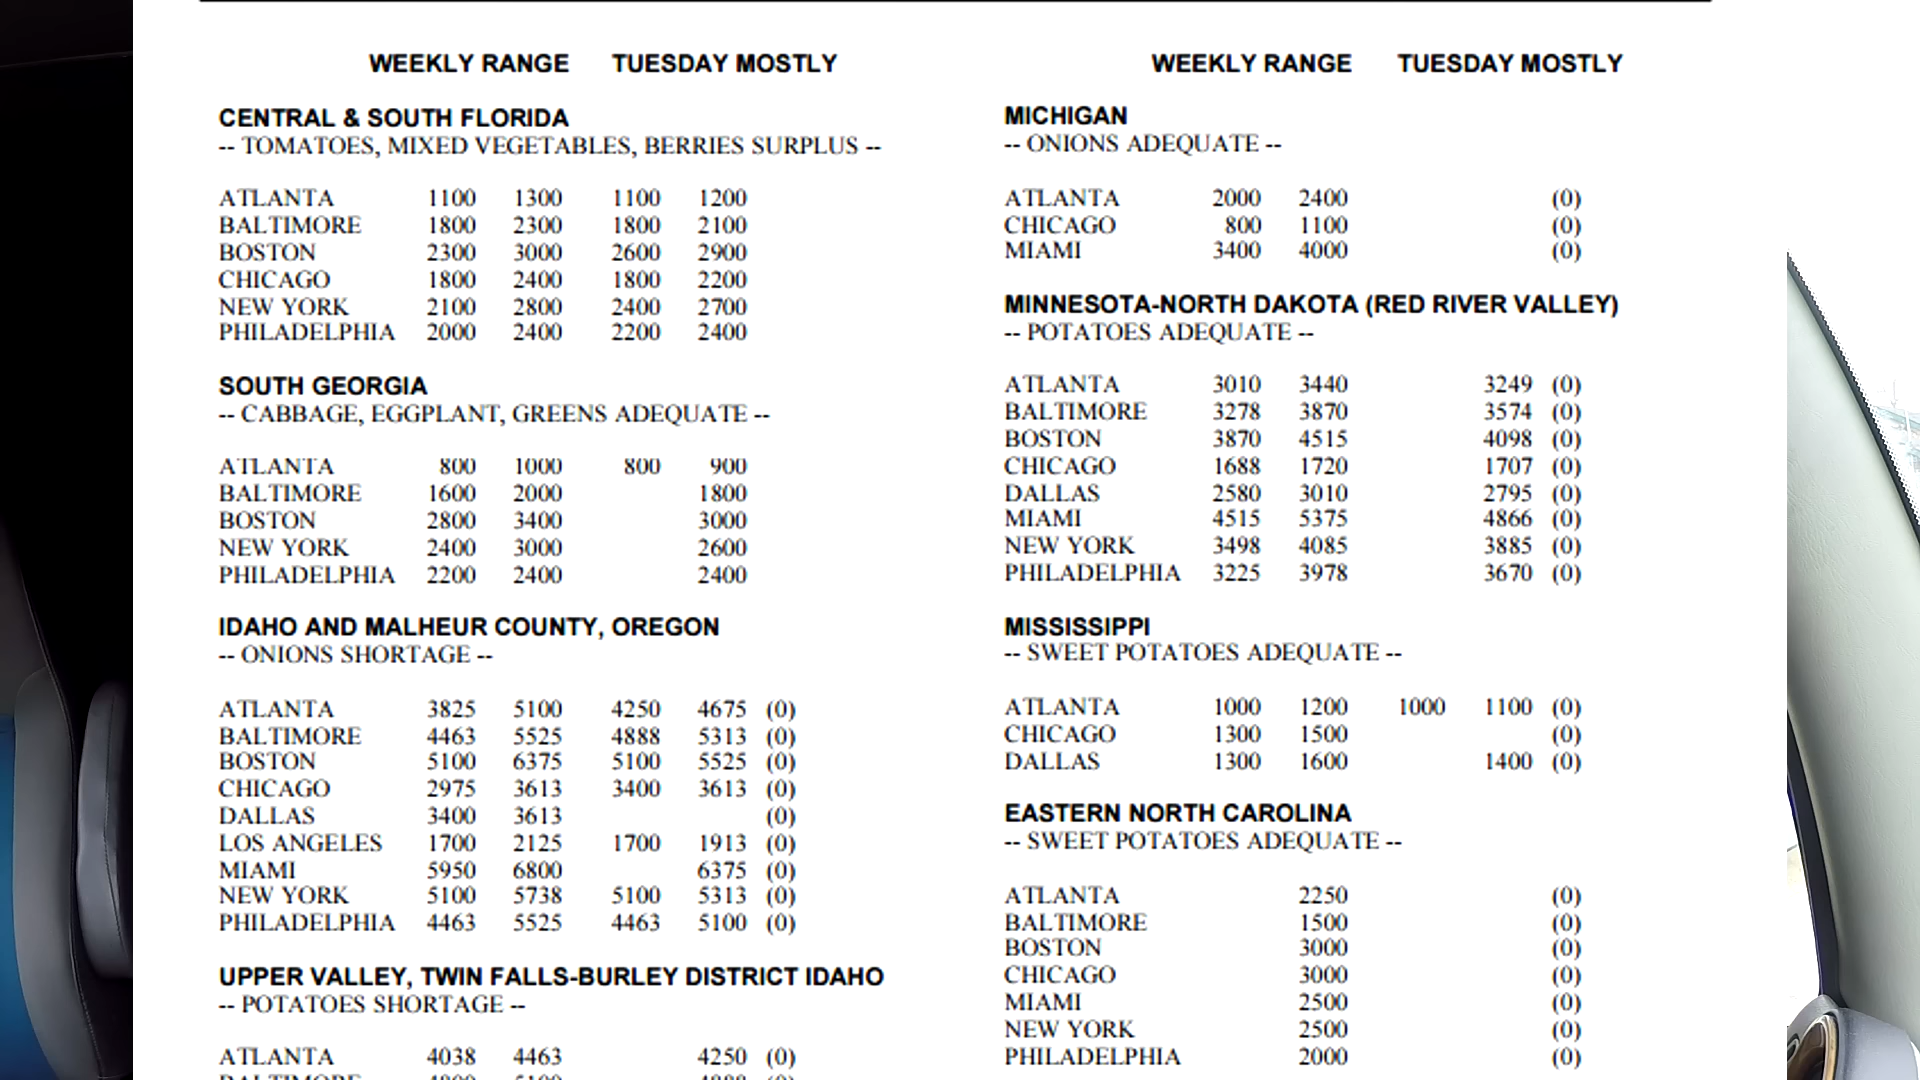 WEEKLY RANGE TUESDAY MOSTLY
CENTRAL & SOUTH FLORIDA
-- TOMATOES, MIXED VEGETABLES, BERRIES SURPLUS --
ATLANTA 1100 1300 1100 1200
BALTIMORE 1800 2300 1800 2100
BOSTON 2300 3000 2600 2900
CHICAGO 1800 2400 1800 2200
NEW YORK 2100 2800 2400 2700
PHILADELPHIA 2000 2400 2200 2400
SOUTH GEORGIA
-- CABBAGE, EGGPLANT, GREENS ADEQUATE --
ATLANTA 800 1000 800 900
BALTIMORE 1600 2000 1800
BOSTON 2800 3400 3000
NEW YORK 2400 3000 2600
PHILADELPHIA 2200 2400 2400
IDAHO AND MALHEUR COUNTY, OREGON
-- ONIONS SHORTAGE --
ATLANTA 3825 5100 4250 4675 (0)
BALTIMORE 4463 5525 4888 5313 (0)
BOSTON 5100 6375 5100 5525 (0)
CHICAGO 2975 3613 3400 3613 (0)
DALLAS 3400 3613 (0)
LOS ANGELES 1700 2125 1700 1913 (0)
MIAMI 5950 6800 6375 (0)
NEW YORK 5100 5738 5100 5313 (0)
PHILADELPHIA 4463 5525 4463 5100 (0)
UPPER VALLEY, TWIN FALLS-BURLEY DISTRICT IDAHO
-- POTATOES SHORTAGE --
ATLANTA 4038 4463 4250 (0)
WEEKLY RANGE TUESDAY MOSTLY
MICHIGAN
-- ONIONS ADEQUATE --
ATLANTA 2000 2400 (0)
CHICAGO 800 1100 (0)
MIAMI 3400 4000 (0)
MINNESOTA-NORTH DAKOTA (RED RIVER VALLEY)
-- POTATOES ADEQUATE --
ATLANTA 3010 3440 3249 (0)
BALTIMORE 3278 3870 3574 (0)
BOSTON 3870 4515 4098 (0)
CHICAGO 1688 1720 1707 (0)
DALLAS 2580 3010 2795 (0)
MIAMI 4515 5375 4866 (0)
NEW YORK 3498 4085 3885 (0)
PHILADELPHIA 3225 3978 3670 (0)
MISSISSIPPI
-- SWEET POTATOES ADEQUATE --
ATLANTA 1000 1200 1000 1100 (0)
CHICAGO 1300 1500 (0)
DALLAS 1300 1600 1400 (0)
EASTERN NORTH CAROLINA
-- SWEET POTATOES ADEQUATE --
ATLANTA 2250 (0)
BALTIMORE 1500 (0)
BOSTON 3000 (0)
CHICAGO 3000 (0)
MIAMI 2500 (0)
NEW YORK 2500 (0)
PHILADELPHIA 2000 (0)